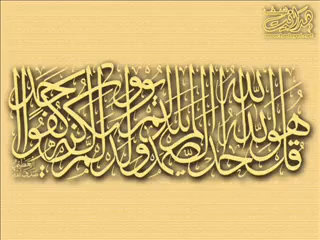 قل هو الله احد الله الصمد لم يلد ولم يولد ولم يكن له كفوا احد